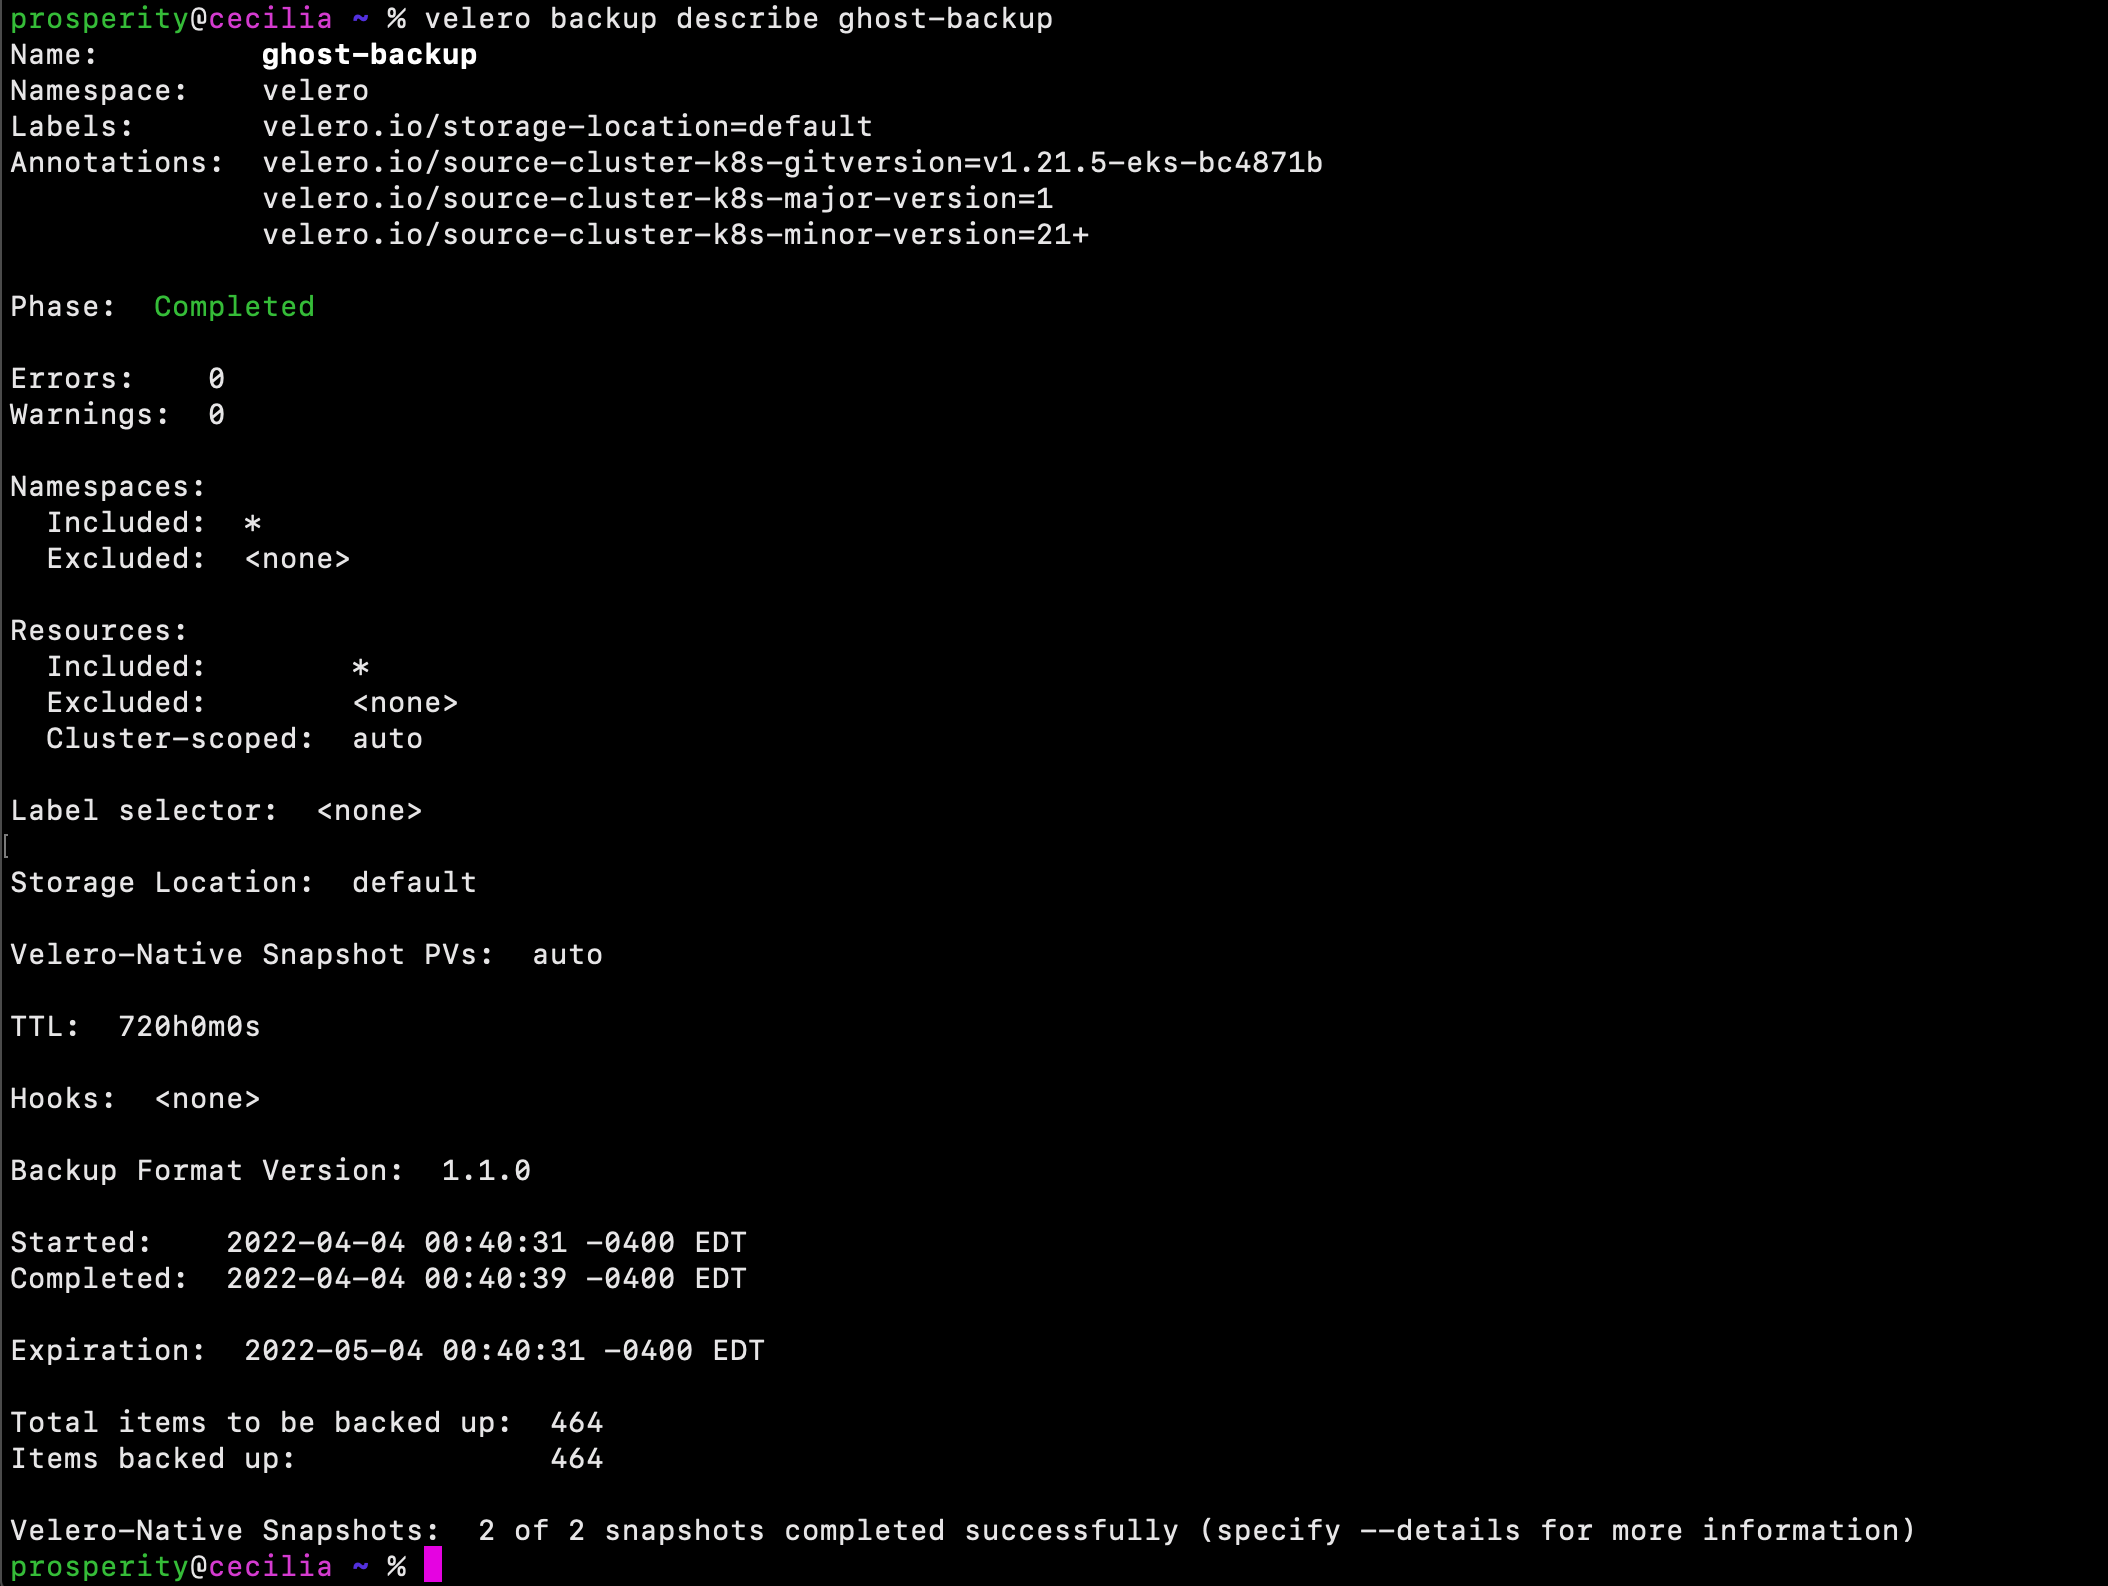 prosperity@cecilia ~ % velero backup describe ghost-backup
Name:         ghost-backup
Namespace:    velero
Labels:       velero.io/storage-location=default
Annotations:  velero.io/source-cluster-k8s-gitversion=v1.21.5-eks-bc4871b
              velero.io/source-cluster-k8s-major-version=1
              velero.io/source-cluster-k8s-minor-version=21+
Phase:  Completed
Errors:    0
Warnings:  0
Namespaces:
  Included:  *
  Excluded:  <none>
Resources:
  Included:        *
  Excluded:        <none>
  Cluster-scoped:  auto
Label selector:  <none>
[
Storage Location:  default
Velero-Native Snapshot PVs:  auto
TTL:  720h0m0s
Hooks:  <none>
Backup Format Version:  1.1.0
Started:    2022-04-04 00:40:31 -0400 EDT
Completed:  2022-04-04 00:40:39 -0400 EDT
Expiration:  2022-05-04 00:40:31 -0400 EDT
Total items to be backed up:  464
Items backed up:              464
Velero-Native Snapshots:  2 of 2 snapshots completed successfully (specify --details for more information)
prosperity@cecilia ~ %